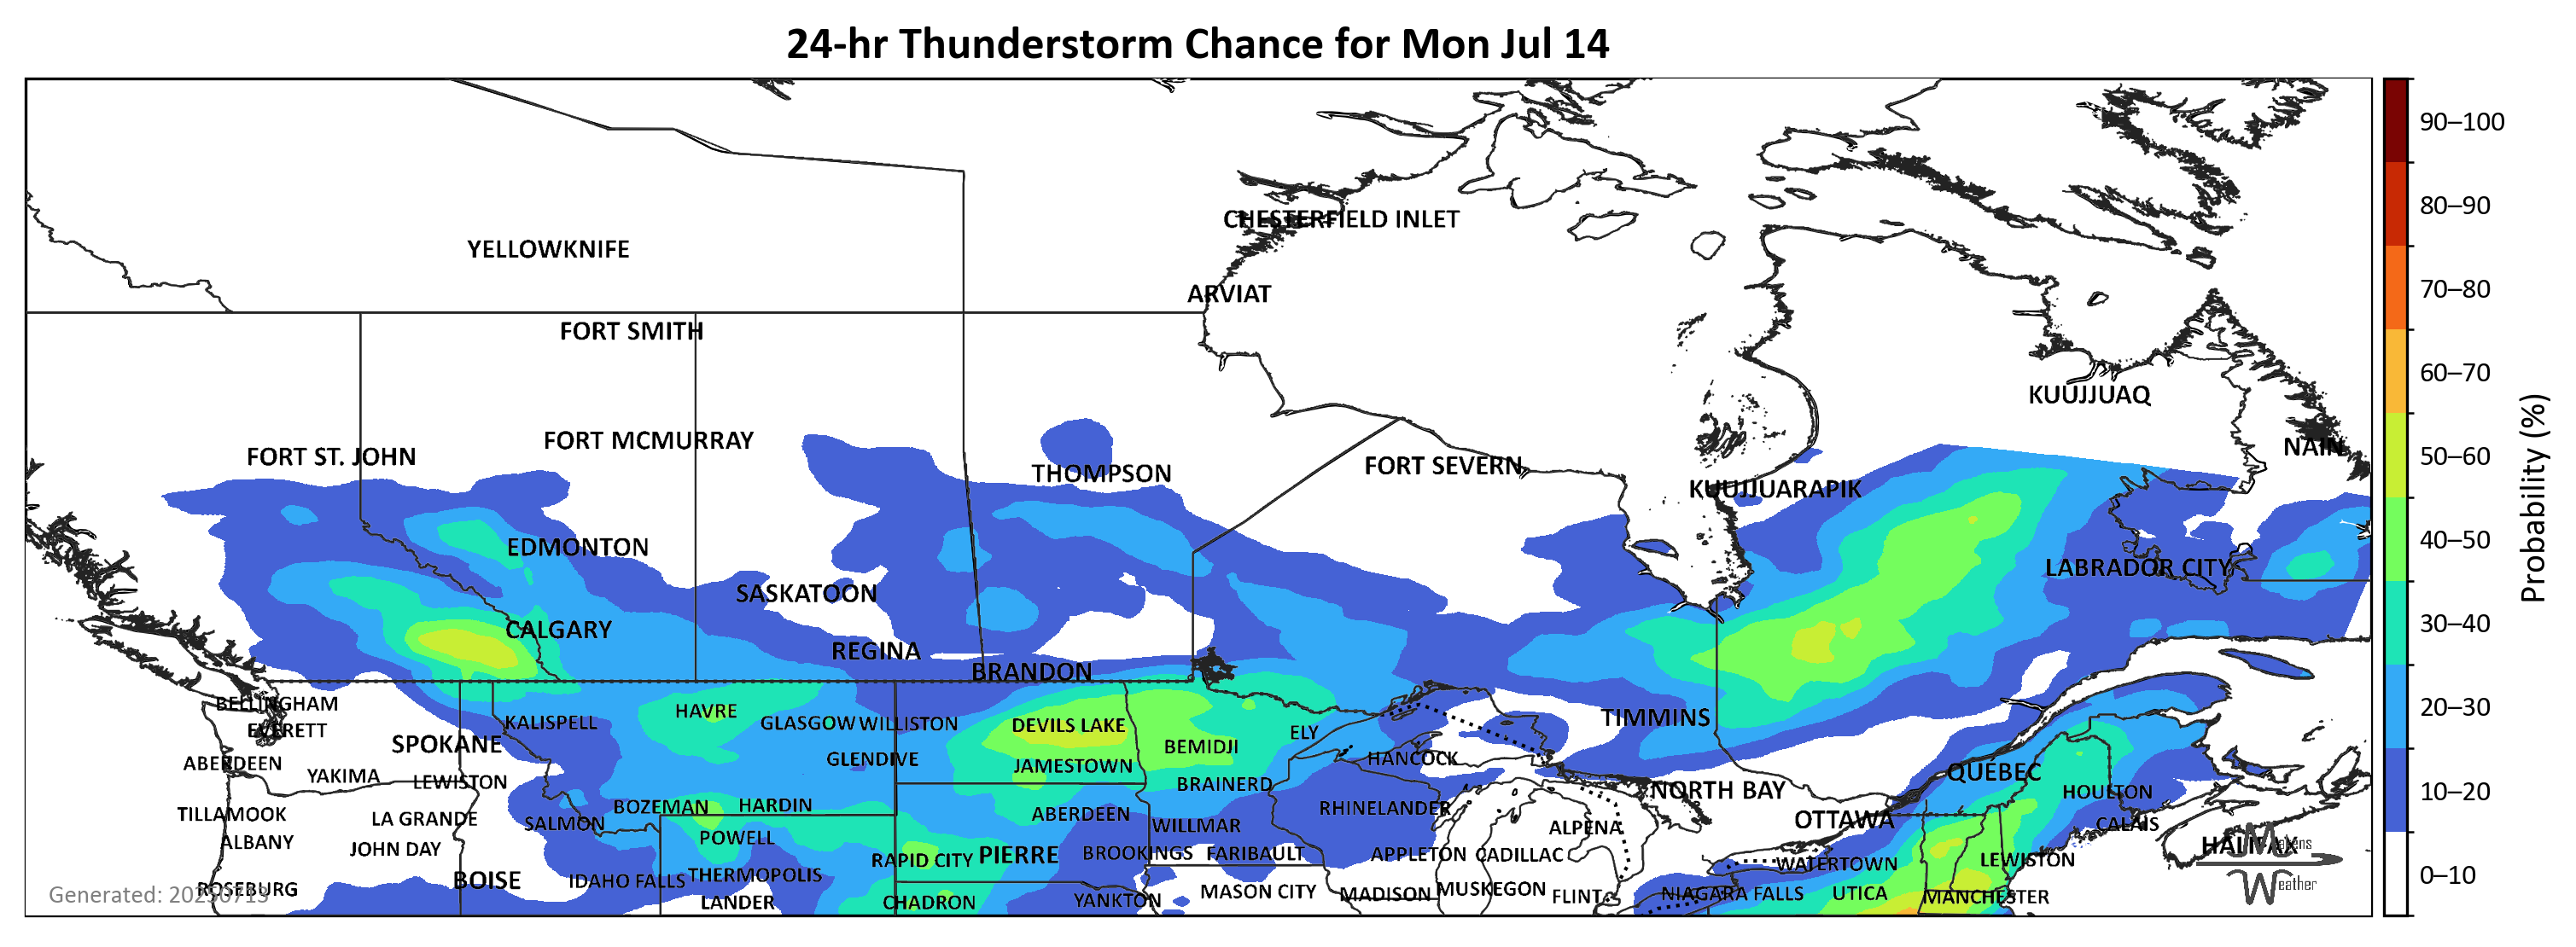 24-hr Thunderstorm Chance for Mon Jul 14
90–100
80–90
CHESTERFIELD INLET
YELLOWKNIFE
70–80
ARVIAT
FORT SMITH
60–70
KUUJJUAQ
FORT MCMURRAY
NAIN
FORT ST. JOHN
50–60
FORT SEVERN
THOMPSON
KUUJJUARAPIK
40–50
EDMONTON
LABRADOR CITY
Probability (%)
SASKATOON
30–40
CALGARY
REGINA
BRANDON
BELLINGHAM
20–30
HAVRE
TIMMINS
KALISPELL
GLASGOW
WILLISTON
DEVILS LAKE
EVERETT
ELY
SPOKANE
BEMIDJI
GLENDIVE
HANCOCK
ABERDEEN
JAMESTOWN
QUÉBEC
YAKIMA
LEWISTON
BRAINERD
NORTH BAY
HOULTON
10–20
BOZEMAN
HARDIN
RHINELANDER
TILLAMOOK
LA GRANDE
ABERDEEN
OTTAWA
SALMON
WILLMAR
ALPENA
CALAIS
POWELL
ALBANY
HALIFAX
Makens
Weather
JOHN DAY
RAPID CITY
PIERRE
BROOKINGS
FARIBAULT
APPLETON
CADILLAC
WATERTOWN
LEWISTON
0–10
THERMOPOLIS
BOISE
IDAHO FALLS
ROSEBURG
Generated: 20250713
MASON CITY
MADISON
MUSKEGON
FLINT
NIAGARA FALLS
UTICA
MANCHESTER
LANDER
CHADRON
YANKTON